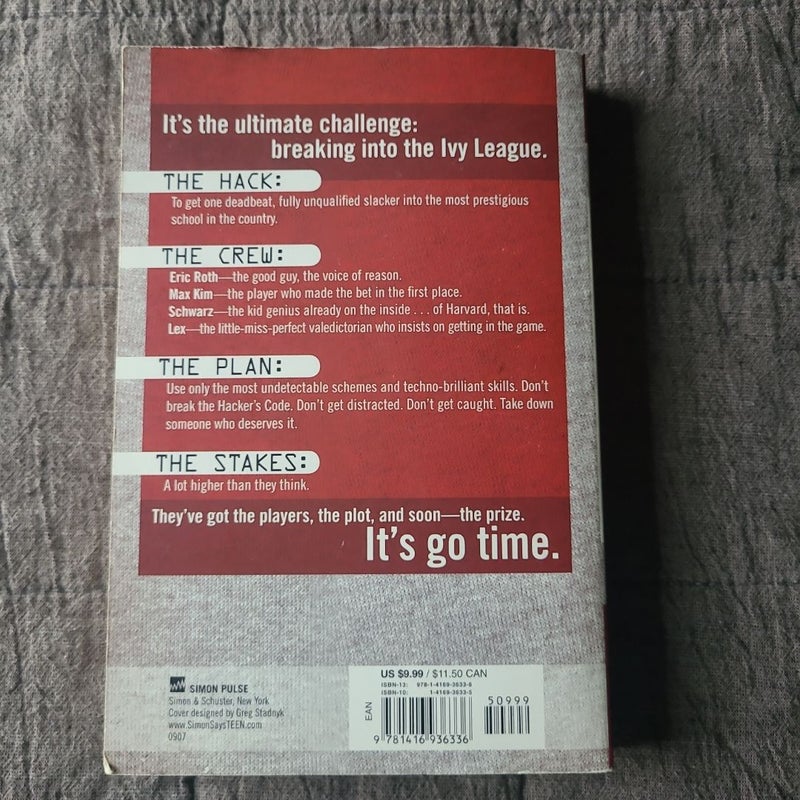 It's the ultimate challenge:
breaking into the Ivy League.
THE HACK:
To get one deadbeat, fully unqualified slacker into the most prestigious
school in the country.
THE CREW:
Eric Roth—the good guy, the voice of reason.
Max Kim—the player who made the bet in the first place.
Schwarz—the kid genius already on the inside . . . of Harvard, that is.
Lex—the little-miss-perfect valedictorian who insists on getting in the game.
THE PLAN:
Use only the most undetectable schemes and techno-brilliant skills. Don't
break the Hacker's Code. Don't get distracted. Don't get caught. Take down
someone who deserves it.
THE STAKES:
A lot higher than they think.
They've got the players, the plot, and soon—the prize.
It's go time.
SIMON PULSE
Simon & Schuster, New York
Cover designed by Greg Stadnyk
www.SimonSaysTEEN.com
0907
US $9.99 / $11.50 CAN
ISBN-13: 978-1-4169-3633-6
ISBN-10: 1-4169-3633-5
50999
EAN
9 781416 936336